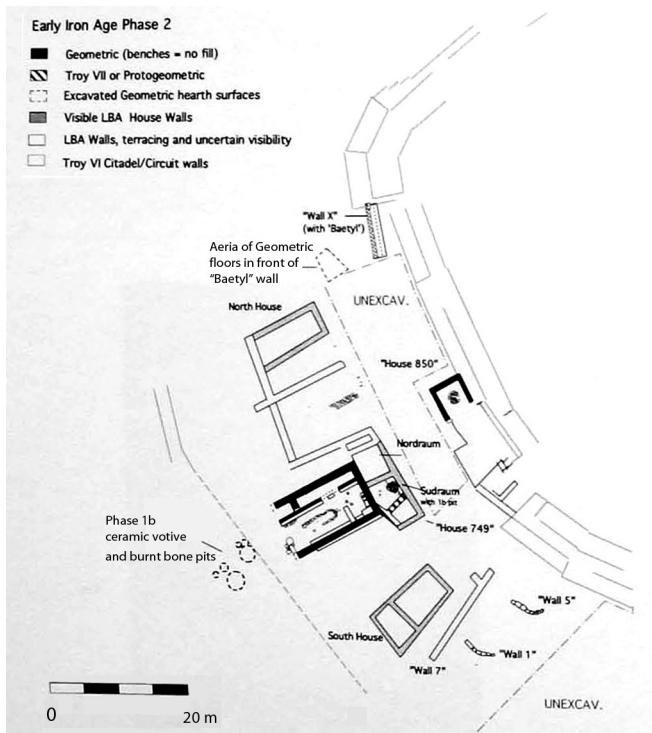 Early Iron Age Phase 2
Geometric (benches = no fill)
Troy VII or Protogeometric
Excavated Geometric hearth surfaces
Visible LBA House Walls
LBA Walls, terracing and uncertain visibility
Troy VI Citadel/Circuit walls
"Wall X"
(with 'Baetyl')
Aeria of Geometric
floors in front of
"Baetyl" wall
UNEXCAV.
North House
"House 850"
Nordraum
Sudraum
with 1b pit
"House 749"
Phase 1b
ceramic votive
and burnt bone pits
"Wall 5"
South House
"Wall 1"
"Wall 7"
UNEXCAV.
0
20 m